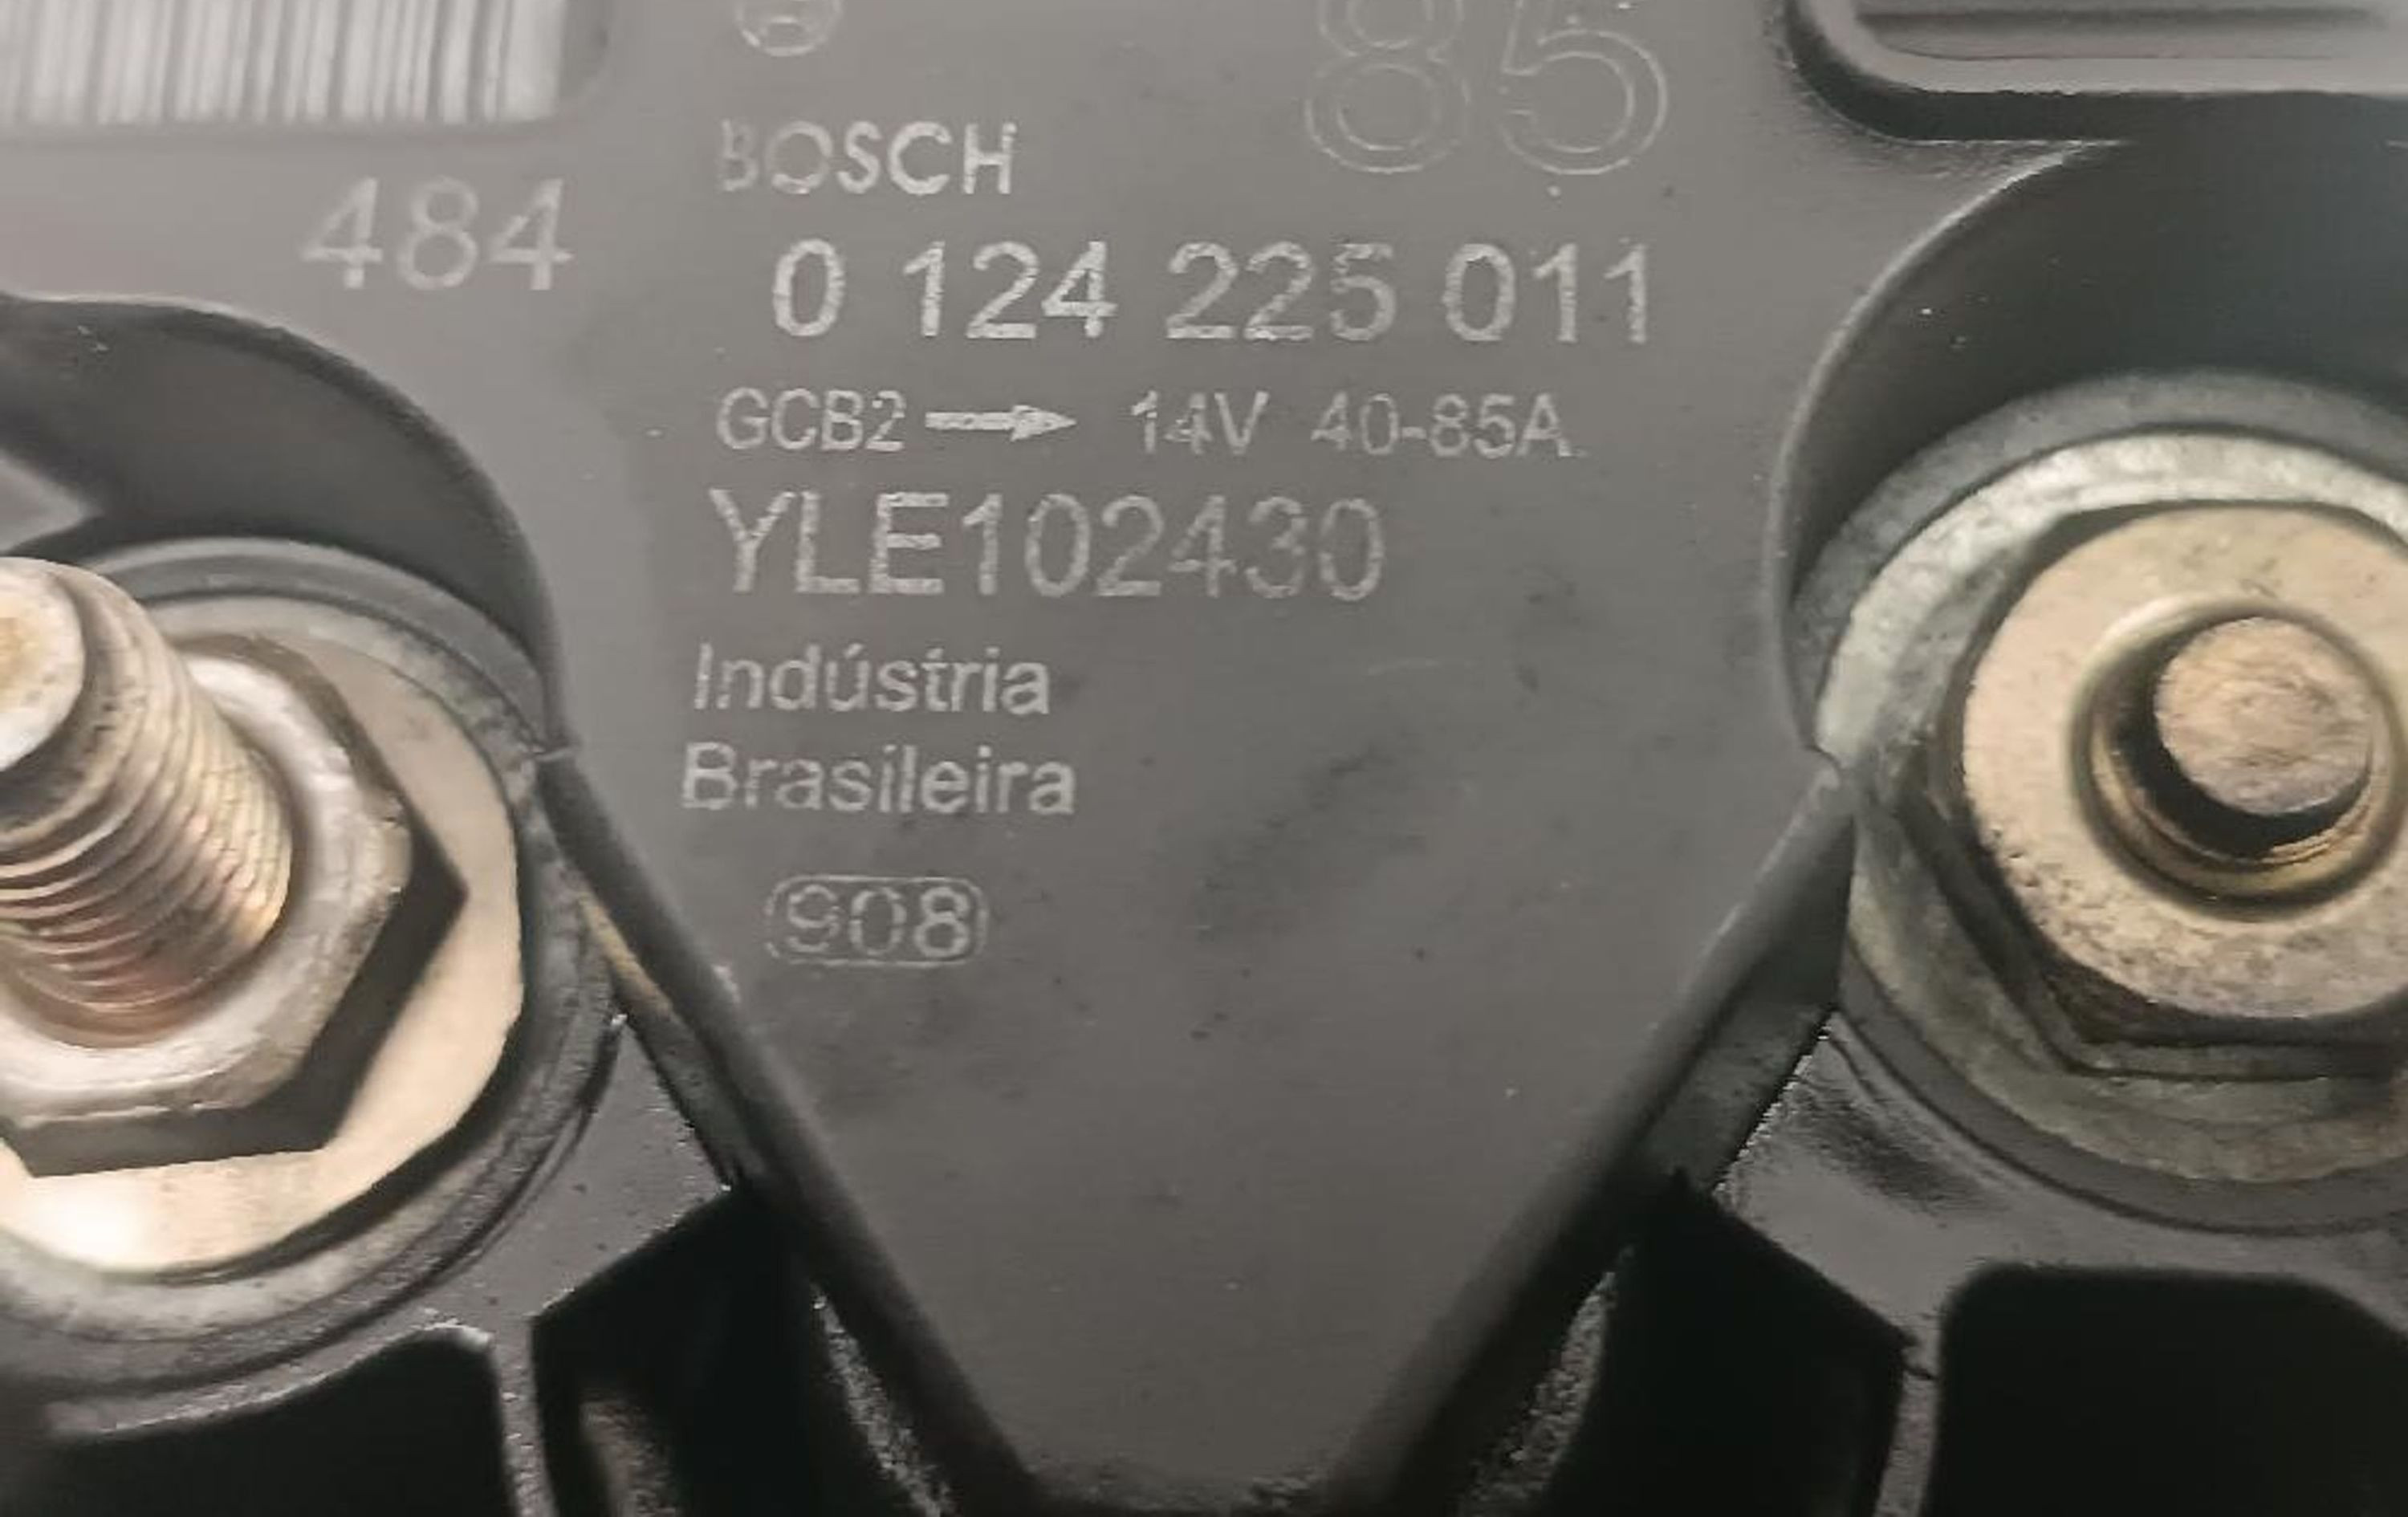 85
BOSCH
484
0 124 225 011
GCB2 → 14V 40-85A
YLE102430
Indústria
Brasileira
908